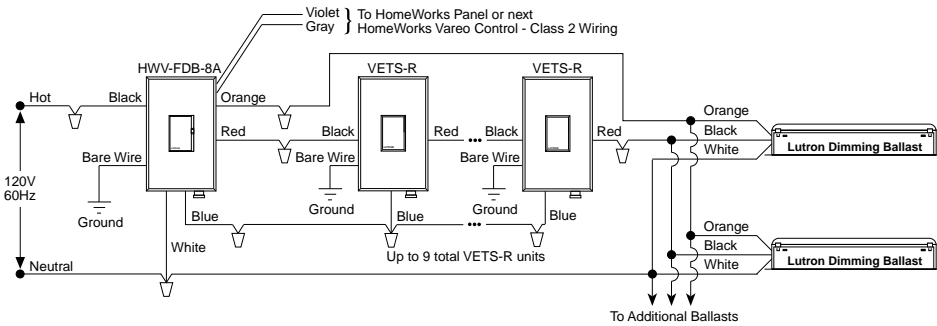 Violet
Gray
To HomeWorks Panel or next
HomeWorks Vareo Control - Class 2 Wiring
HWV-FDB-8A
VETS-R
VETS-R
Hot
Black
Orange
Red
Black
Red
Black
Red
Orange
Black
White
Lutron Dimming Ballast
Bare Wire
Bare Wire
Bare Wire
120V
60Hz
Ground
Ground
Ground
Blue
Blue
Blue
White
Up to 9 total VETS-R units
Neutral
Orange
Black
White
Lutron Dimming Ballast
To Additional Ballasts